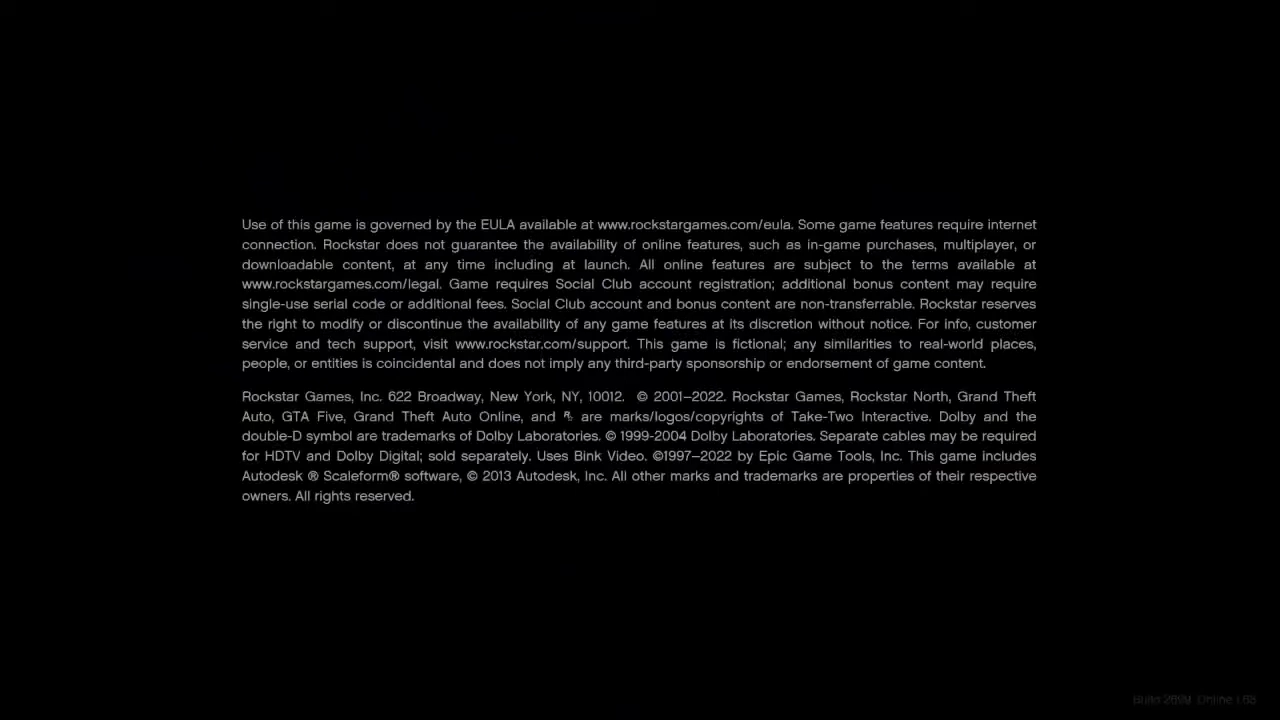 Use of this game is governed by the EULA available at www.rockstargames.com/eula. Some game features require internet
connection. Rockstar does not guarantee the availability of online features, such as in-game purchases, multiplayer, or
downloadable content, at any time including at launch. All online features are subject to the terms available at
www.rockstargames.com/legal. Game requires Social Club account registration; additional bonus content may require
single-use serial code or additional fees. Social Club account and bonus content are non-transferrable. Rockstar reserves
the right to modify or discontinue the availability of any game features at its discretion without notice. For info, customer
service and tech support, visit www.rockstar.com/support. This game is fictional; any similarities to real-world places,
people, or entities is coincidental and does not imply any third-party sponsorship or endorsement of game content.
Rockstar Games, Inc. 622 Broadway, New York, NY, 10012. © 2001–2022. Rockstar Games, Rockstar North, Grand Theft
Auto, GTA Five, Grand Theft Auto Online, and are marks/logos/copyrights of Take-Two Interactive. Dolby and the
double-D symbol are trademarks of Dolby Laboratories. © 1999-2004 Dolby Laboratories. Separate cables may be required
for HDTV and Dolby Digital; sold separately. Uses Bink Video. ©1997–2022 by Epic Game Tools, Inc. This game includes
Autodesk ® Scaleform® software, © 2013 Autodesk, Inc. All other marks and trademarks are properties of their respective
owners. All rights reserved.
Build Online